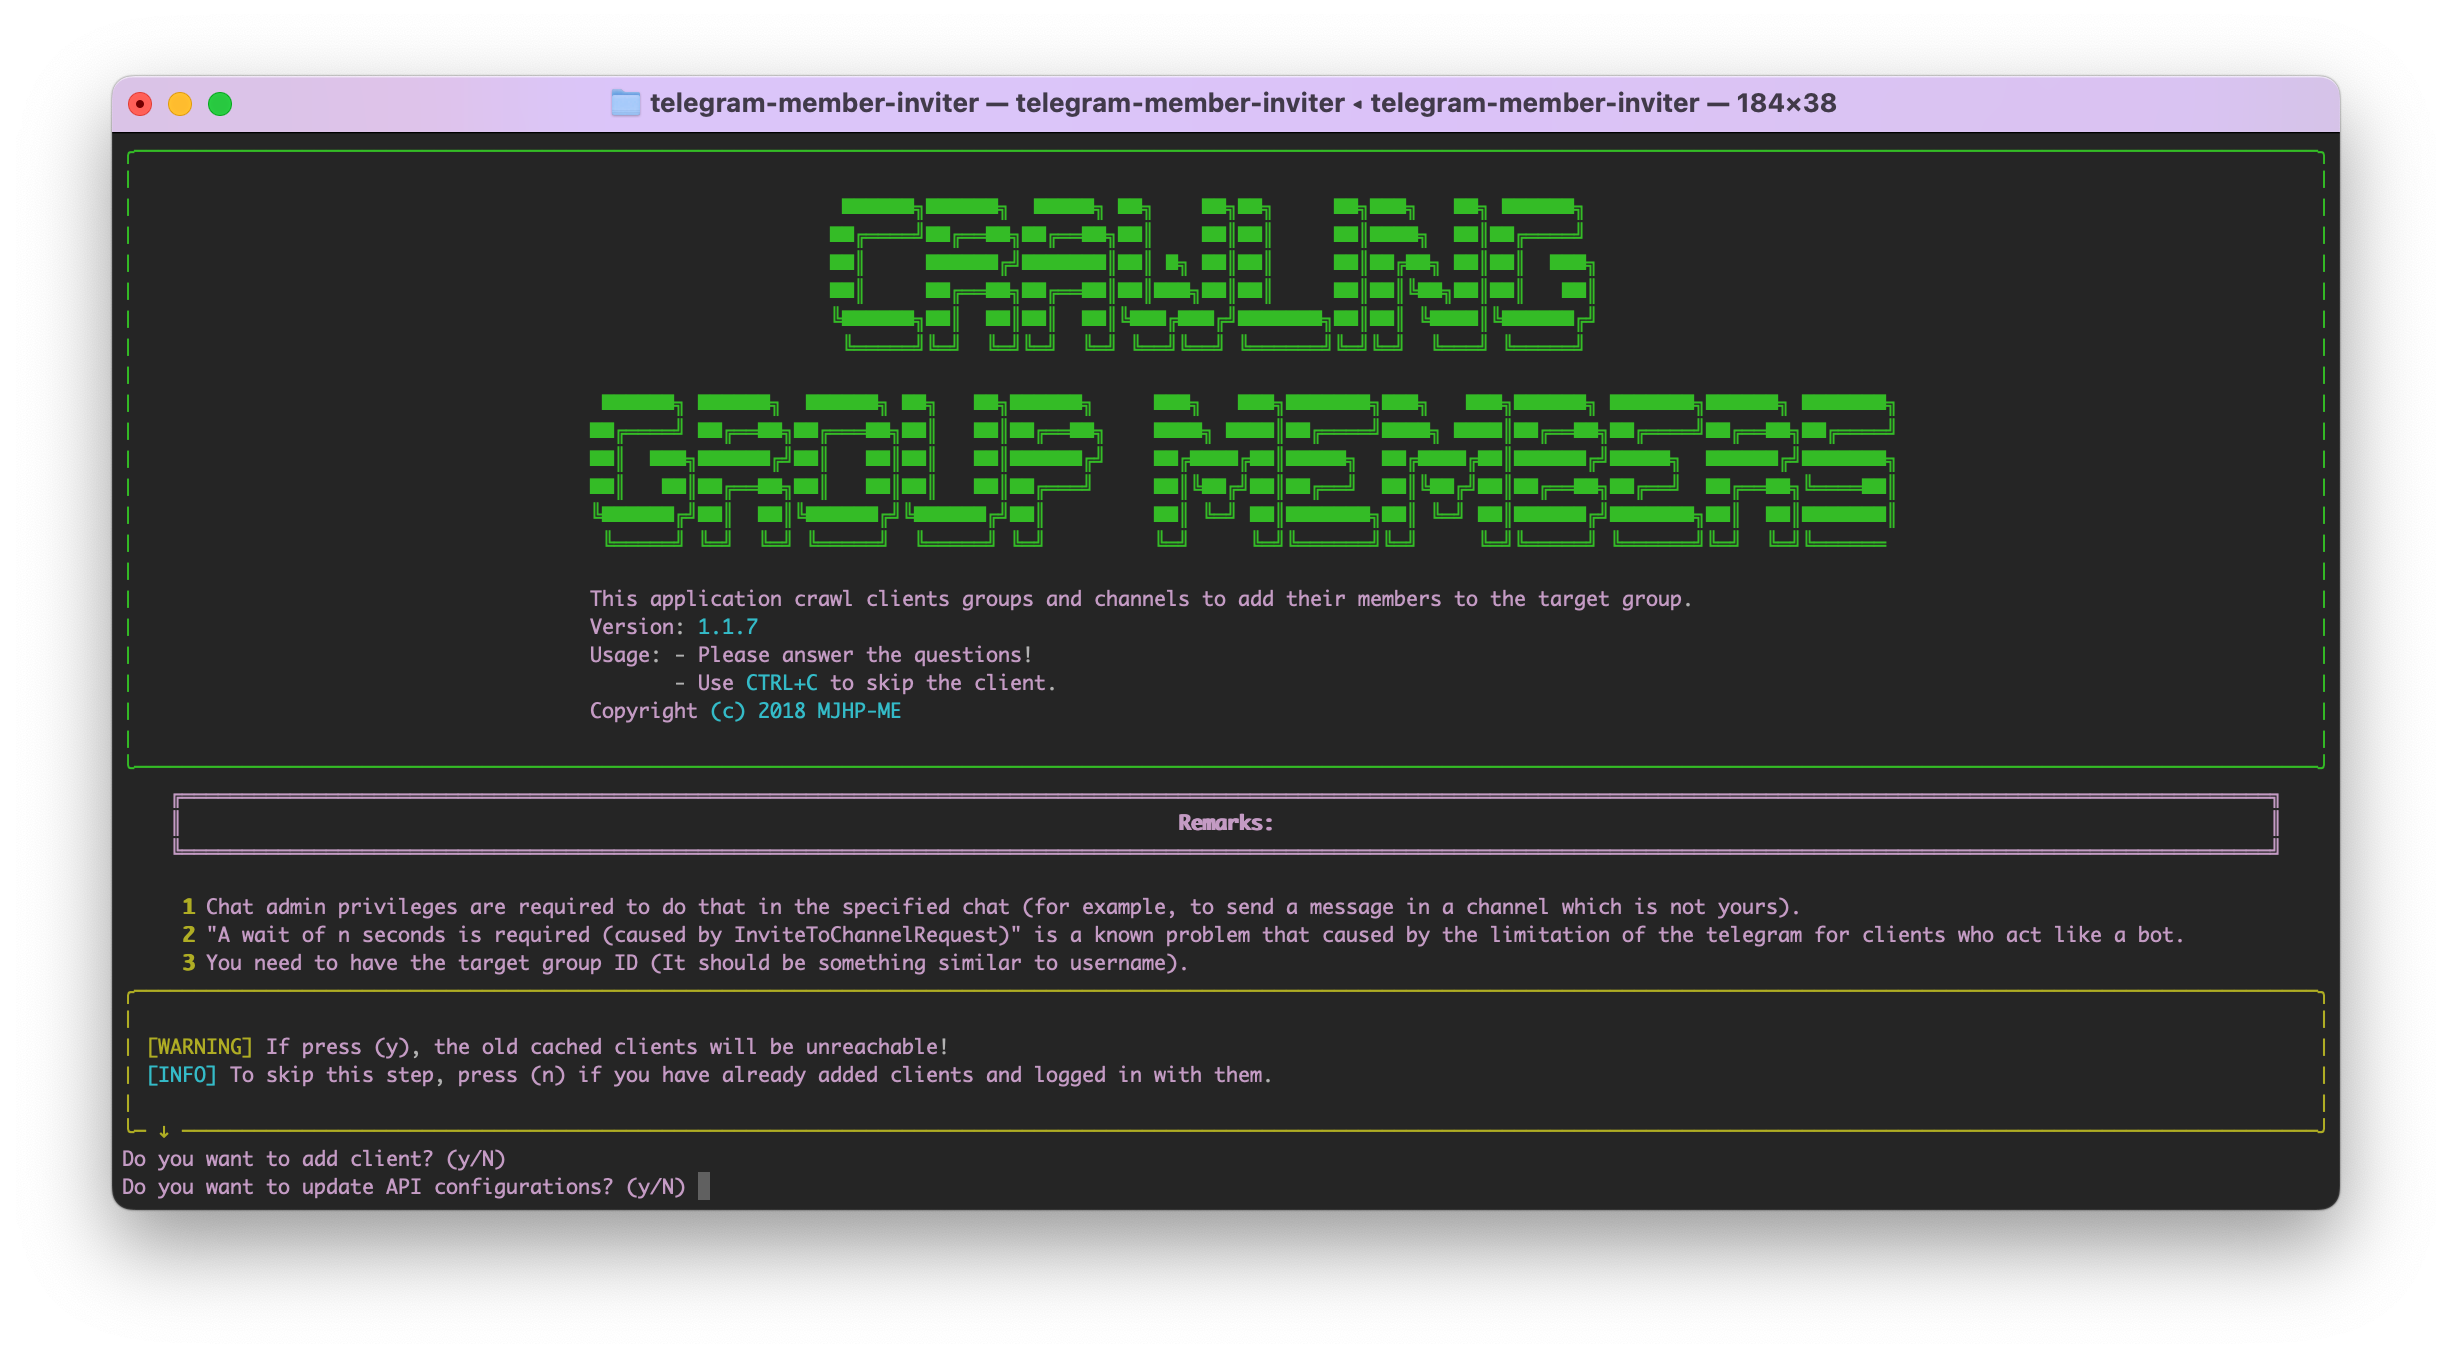 telegram-member-inviter — telegram-member-inviter ◂ telegram-member-inviter — 184×38
CRAWLING
GROUP MEMBERS
This application crawl clients groups and channels to add their members to the target group.
Version: 1.1.7
Usage: - Please answer the questions!
- Use CTRL+C to skip the client.
Copyright (c) 2018 MJHP-ME
Remarks:
1 Chat admin privileges are required to do that in the specified chat (for example, to send a message in a channel which is not yours).
2 "A wait of n seconds is required (caused by InviteToChannelRequest)" is a known problem that caused by the limitation of the telegram for clients who act like a bot.
3 You need to have the target group ID (It should be something similar to username).
[WARNING] If press (y), the old cached clients will be unreachable!
[INFO] To skip this step, press (n) if you have already added clients and logged in with them.
Do you want to add client? (y/N)
Do you want to update API configurations? (y/N)